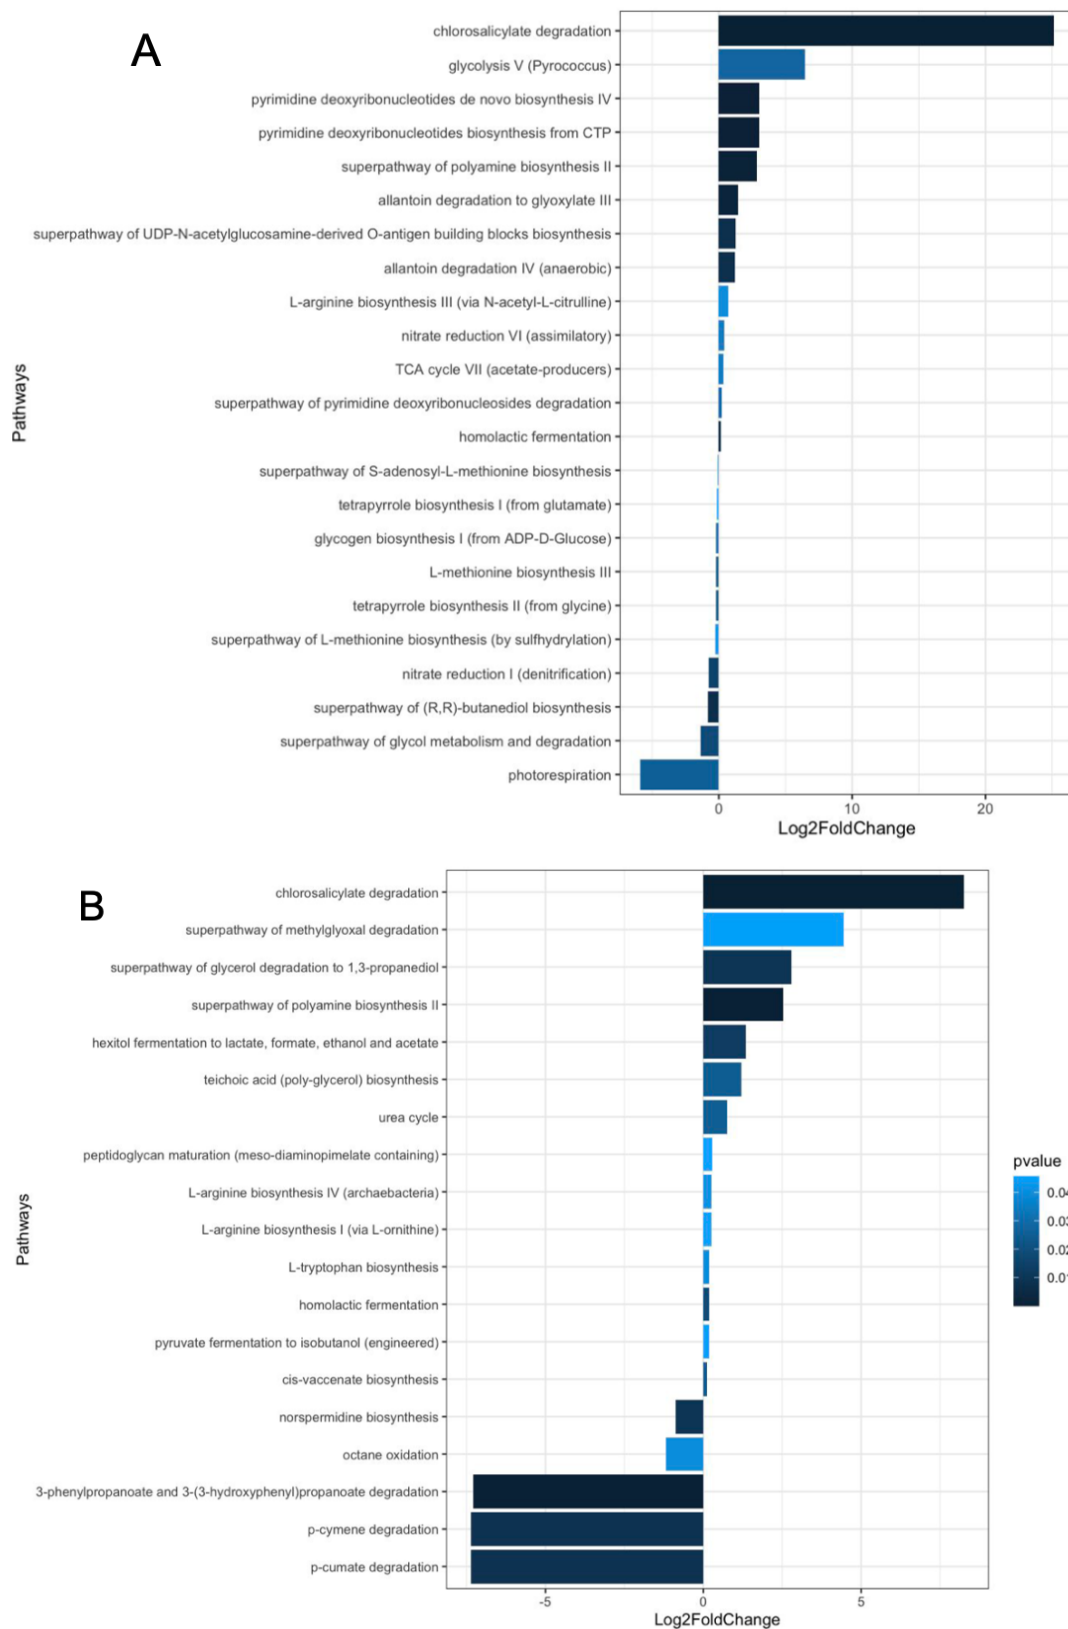 A
chlorosalicylate degradation
glycolysis V (Pyrococcus)
pyrimidine deoxyribonucleotides de novo biosynthesis IV
pyrimidine deoxyribonucleotides biosynthesis from CTP
superpathway of polyamine biosynthesis II
allantoin degradation to glyoxylate III
superpathway of UDP-N-acetylglucosamine-derived O-antigen building blocks biosynthesis
allantoin degradation IV (anaerobic)
L-arginine biosynthesis III (via N-acetyl-L-citrulline)
nitrate reduction VI (assimilatory)
TCA cycle VII (acetate-producers)
superpathway of pyrimidine deoxyribonucleosides degradation
homolactic fermentation
superpathway of S-adenosyl-L-methionine biosynthesis
tetrapyrrole biosynthesis I (from glutamate)
glycogen biosynthesis I (from ADP-D-Glucose)
L-methionine biosynthesis III
tetrapyrrole biosynthesis II (from glycine)
superpathway of L-methionine biosynthesis (by sulfhydrylation)
nitrate reduction I (denitrification)
superpathway of (R,R)-butanediol biosynthesis
superpathway of glycol metabolism and degradation
photorespiration
Pathways
0 10 20
Log2FoldChange
B
chlorosalicylate degradation
superpathway of methylglyoxal degradation
superpathway of glycerol degradation to 1,3-propanediol
superpathway of polyamine biosynthesis II
hexitol fermentation to lactate, formate, ethanol and acetate
teichoic acid (poly-glycerol) biosynthesis
urea cycle
peptidoglycan maturation (meso-diaminopimelate containing)
L-arginine biosynthesis IV (archaebacteria)
L-arginine biosynthesis I (via L-ornithine)
L-tryptophan biosynthesis
homolactic fermentation
pyruvate fermentation to isobutanol (engineered)
cis-vaccenate biosynthesis
norspermidine biosynthesis
octane oxidation
3-phenylpropanoate and 3-(3-hydroxyphenyl)propanoate degradation
p-cymene degradation
p-cumate degradation
Pathways
-5 0 5
Log2FoldChange
pvalue
0.04
0.03
0.02
0.01